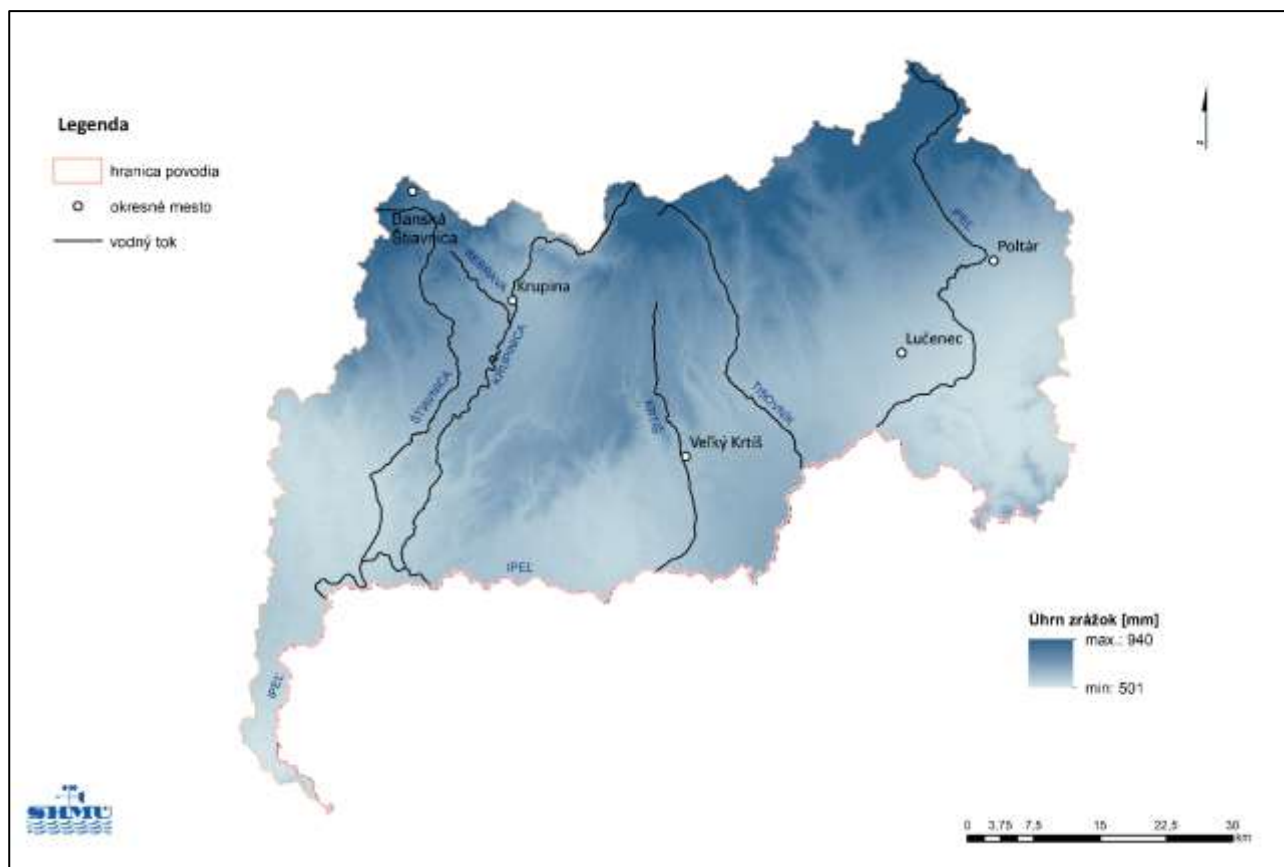 Legenda
hranica povodia
okresné mesto
vodný tok
Banská
Štiavnica
BEBRAVA
Krupina
KRUPINICA
ŠTIAVNICA
KRTÍŠ
Veľký Krtíš
TISOVNÍK
IPEĽ
Poltár
Lučenec
IPEĽ
IPEĽ
Úhrn zrážok [mm]
max.: 940
min: 501
SHMÚ
0 3,75 7,5 15 22,5 30
km